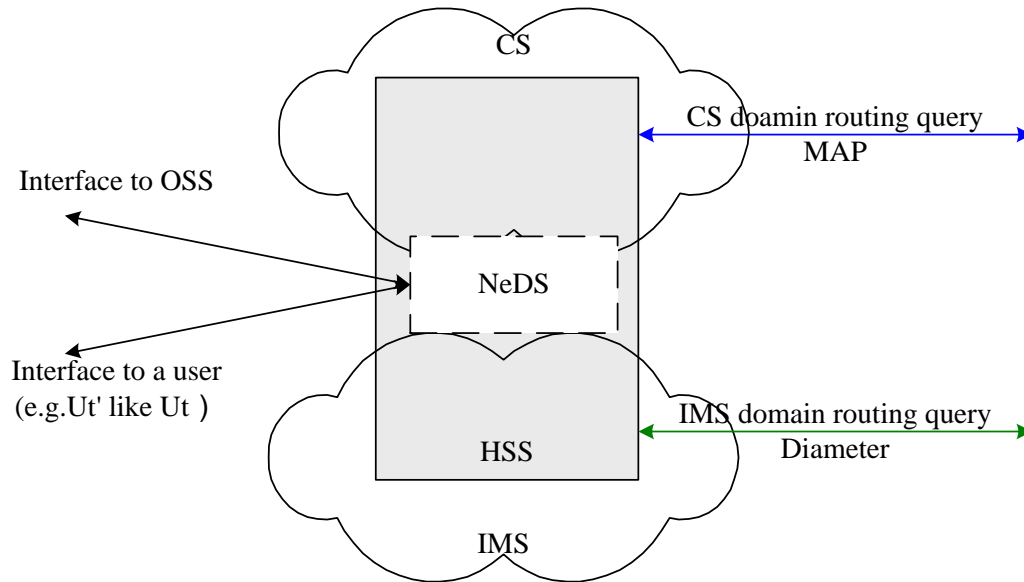 CS
CS doamin routing query
MAP
Interface to OSS
NeDS
Interface to a user
(e.g.Ut' like Ut )
IMS domain routing query
Diameter
HSS
IMS